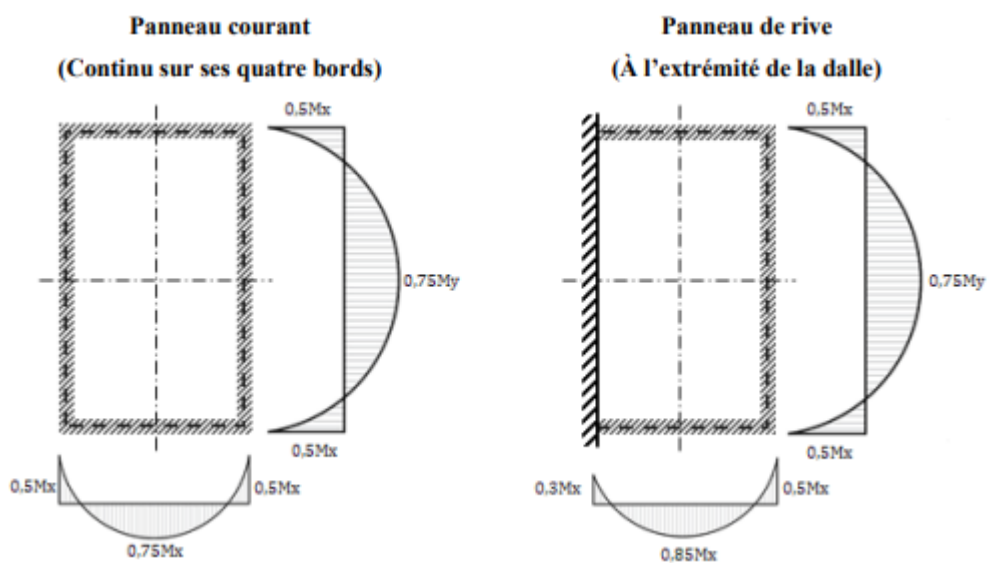 Panneau courant
(Continu sur ses quatre bords)
0,5Mx
0,75My
0,5Mx
0,5Mx
0,5Mx
0,75Mx
Panneau de rive
(À l'extrémité de la dalle)
0,5Mx
0,75My
0,5Mx
0,3Mx
0,5Mx
0,85Mx